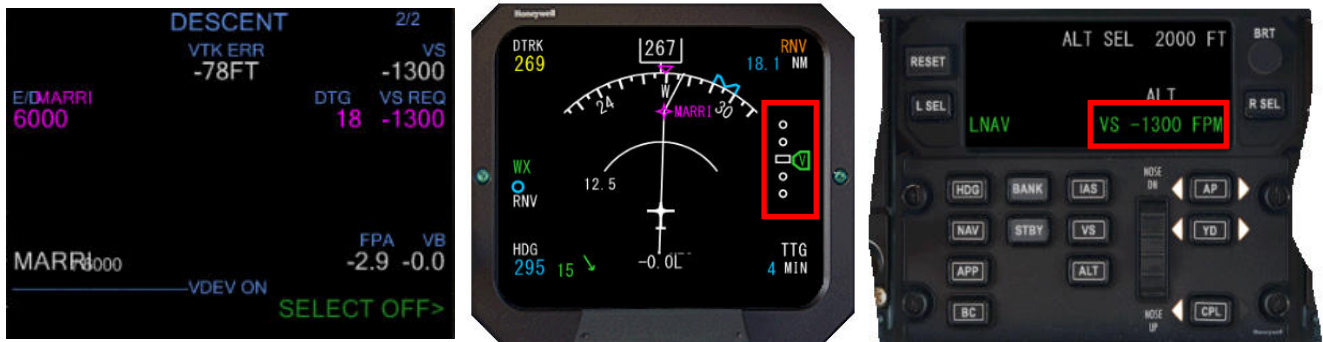 DESCENT 2/2
VTK ERR VS
-78FT -1300
E/D MARRI DTG VS REQ
6000 18 -1300
FPA VB
MARRI 6000 -2.9 -0.0
VDEV ON
SELECT OFF>
Honeywell
DTRK 267 RNV
269 18.1 NM
24 W 30
MARRI
V
WX
12.5
RNV
HDG TTG
295 15 -0.0L 4 MIN
ALT SEL 2000 FT BRT
RESET
ALT
L SEL R SEL
LNAV VS -1300 FPM
NOSE DN
HDG BANK IAS AP
NAV STBY VS YD
APP ALT
BC CPL
NOSE UP
Honeywell